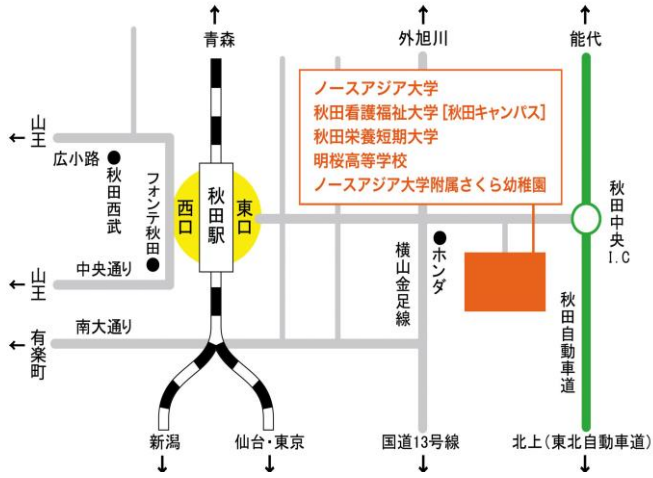 青森
外旭川
能代
ノースアジア大学
秋田看護福祉大学[秋田キャンパス]
秋田栄養短期大学
明桜高等学校
ノースアジア大学附属さくら幼稚園
山王
広小路
秋田西武
フォンテ秋田
西口
秋田駅
東口
秋田中央I.C
ホンダ
横山金足線
中央通り
山王
秋田自動車道
南大通り
有楽町
新潟
仙台・東京
国道13号線
北上(東北自動車道)